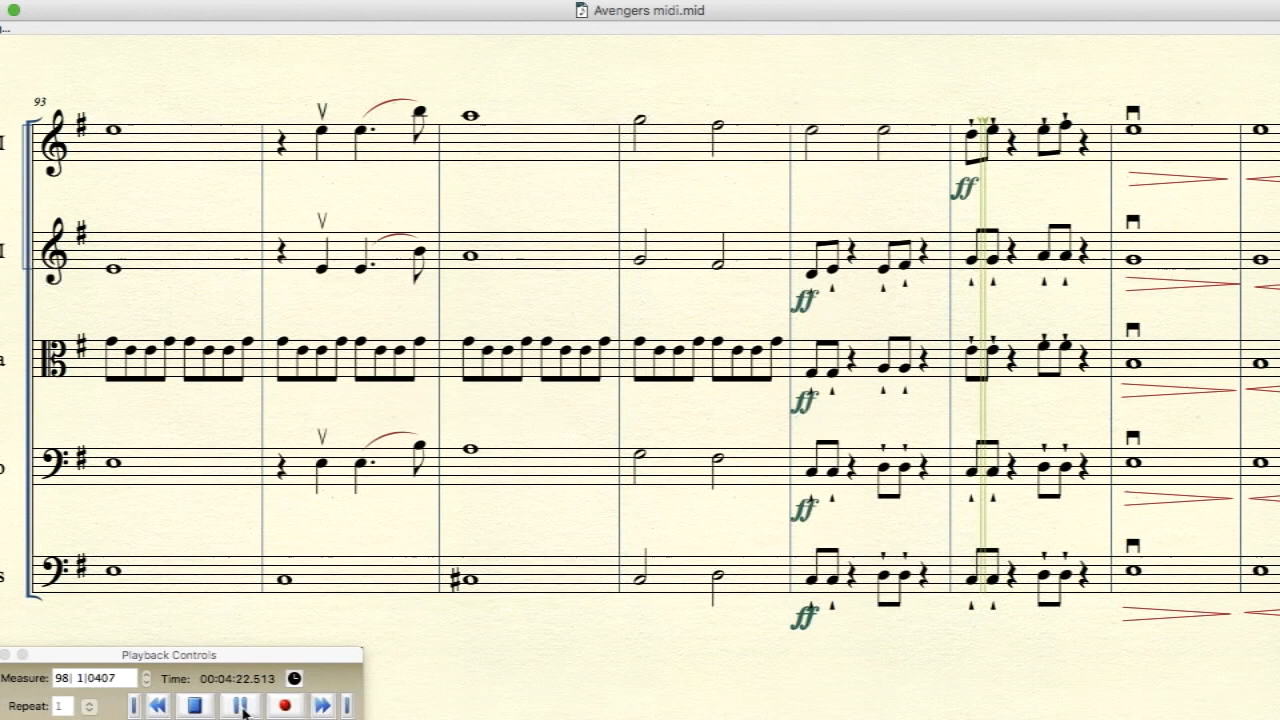 Avengers midi.mid
93
ff
ff
ff
ff
ff
Playback Controls
Measure: 98| 1|0407 Time: 00:04:22.513
Repeat: 1